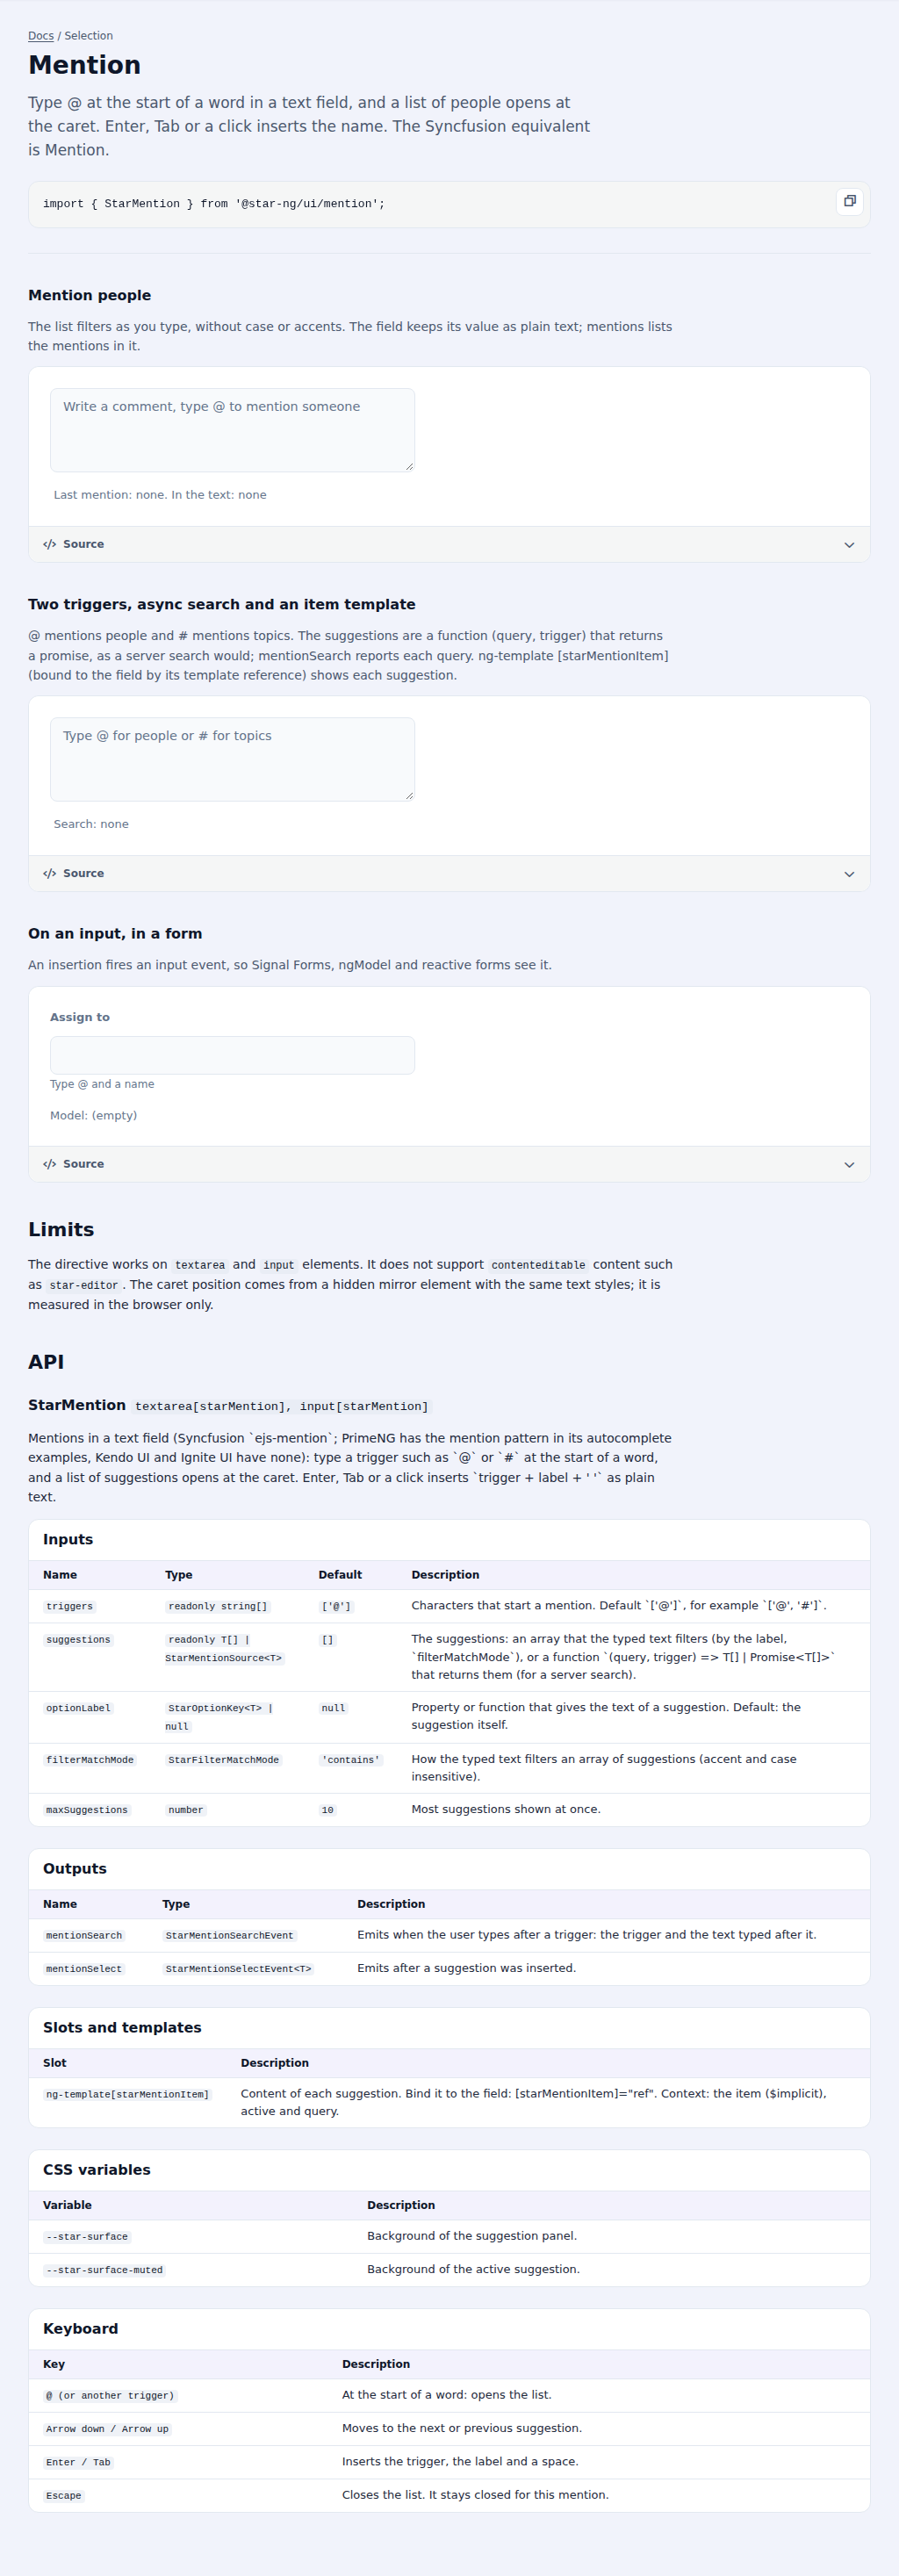 Docs / Selection
Mention
Type @ at the start of a word in a text field, and a list of people opens at
the caret. Enter, Tab or a click inserts the name. The Syncfusion equivalent
is Mention.
import { StarMention } from '@star-ng/ui/mention';
Mention people
The list filters as you type, without case or accents. The field keeps its value as plain text; mentions lists
the mentions in it.
Write a comment, type @ to mention someone
Last mention: none. In the text: none
Source
Two triggers, async search and an item template
@ mentions people and # mentions topics. The suggestions are a function (query, trigger) that returns
a promise, as a server search would; mentionSearch reports each query. ng-template [starMentionItem]
(bound to the field by its template reference) shows each suggestion.
Type @ for people or # for topics
Search: none
Source
On an input, in a form
An insertion fires an input event, so Signal Forms, ngModel and reactive forms see it.
Assign to
Type @ and a name
Model: (empty)
Source
Limits
The directive works on textarea and input elements. It does not support contenteditable content such
as star-editor. The caret position comes from a hidden mirror element with the same text styles; it is
measured in the browser only.
API
StarMention textarea[starMention], input[starMention]
Mentions in a text field (Syncfusion `ejs-mention`; PrimeNG has the mention pattern in its autocomplete
examples, Kendo UI and Ignite UI have none): type a trigger such as `@` or `#` at the start of a word,
and a list of suggestions opens at the caret. Enter, Tab or a click inserts `trigger + label + ' '` as plain
text.
Inputs
Name Type Default Description
triggers readonly string[] ['@'] Characters that start a mention. Default `['@']`, for example `['@', '#']`.
suggestions readonly T[] | [] The suggestions: an array that the typed text filters (by the label,
StarMentionSource<T> `filterMatchMode`), or a function `(query, trigger) => T[] | Promise<T[]>`
that returns them (for a server search).
optionLabel StarOptionKey<T> | null Property or function that gives the text of a suggestion. Default: the
null suggestion itself.
filterMatchMode StarFilterMatchMode 'contains' How the typed text filters an array of suggestions (accent and case
insensitive).
maxSuggestions number 10 Most suggestions shown at once.
Outputs
Name Type Description
mentionSearch StarMentionSearchEvent Emits when the user types after a trigger: the trigger and the text typed after it.
mentionSelect StarMentionSelectEvent<T> Emits after a suggestion was inserted.
Slots and templates
Slot Description
ng-template[starMentionItem] Content of each suggestion. Bind it to the field: [starMentionItem]="ref". Context: the item ($implicit),
active and query.
CSS variables
Variable Description
--star-surface Background of the suggestion panel.
--star-surface-muted Background of the active suggestion.
Keyboard
Key Description
@ (or another trigger) At the start of a word: opens the list.
Arrow down / Arrow up Moves to the next or previous suggestion.
Enter / Tab Inserts the trigger, the label and a space.
Escape Closes the list. It stays closed for this mention.